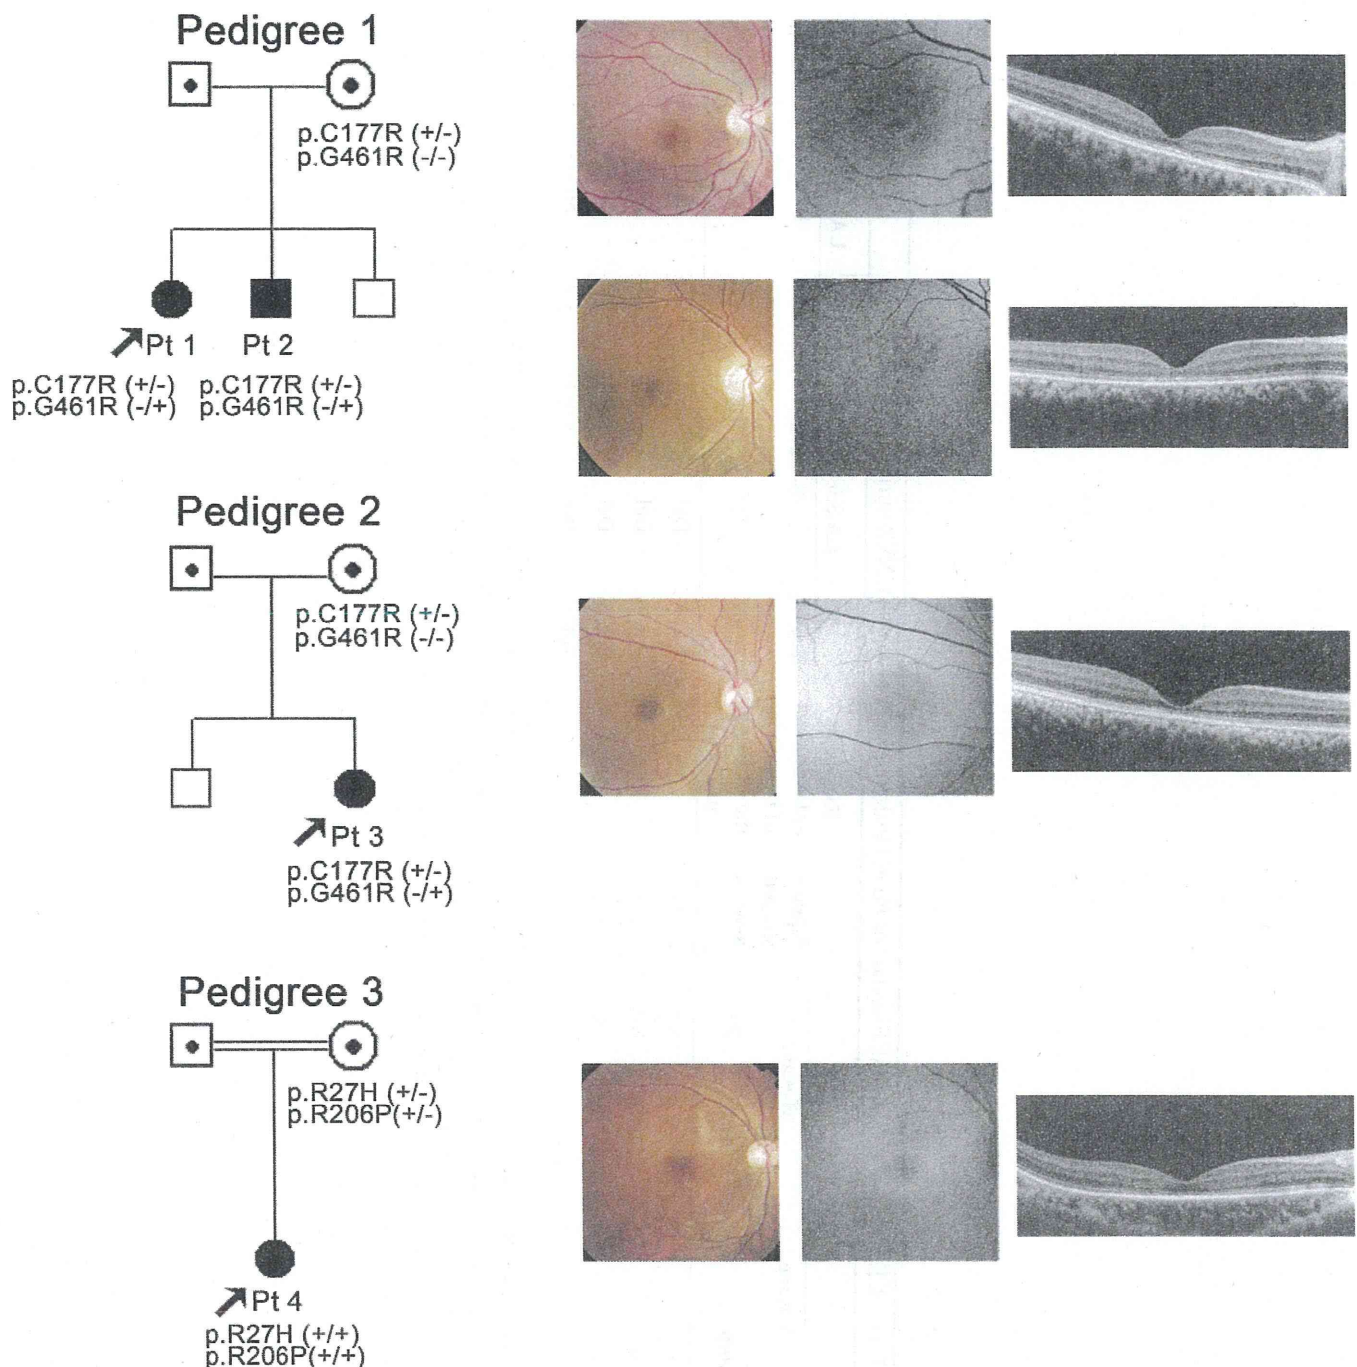 Pedigree 1
p.C177R (+/-)
p.G461R (-/-)
Pt 1
Pt 2
p.C177R (+/-)
p.G461R (-/+)
p.C177R (+/-)
p.G461R (-/+)
Pedigree 2
p.C177R (+/-)
p.G461R (-/-)
Pt 3
p.C177R (+/-)
p.G461R (-/+)
Pedigree 3
p.R27H (+/-)
p.R206P(+/-)
Pt 4
p.R27H (+/+)
p.R206P(+/+)